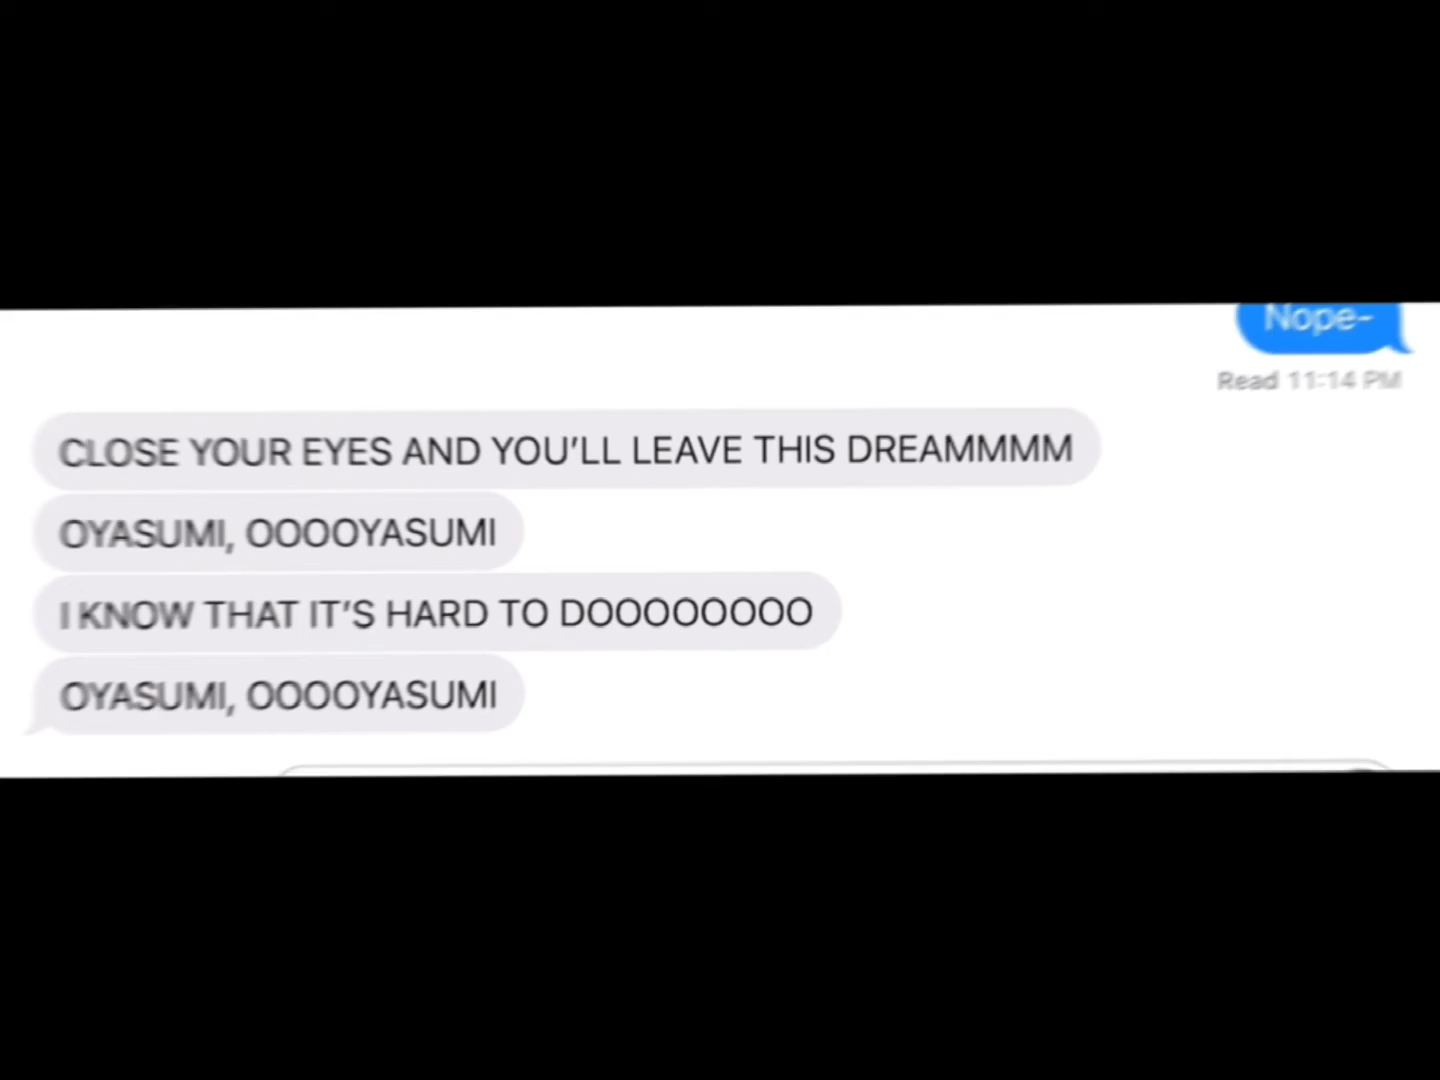 Nope-
Read 11:14 PM
CLOSE YOUR EYES AND YOU'LL LEAVE THIS DREAMMMM
OYASUMI, OOOOYASUMI
I KNOW THAT IT'S HARD TO DOOOOOOOO
OYASUMI, OOOOYASUMI